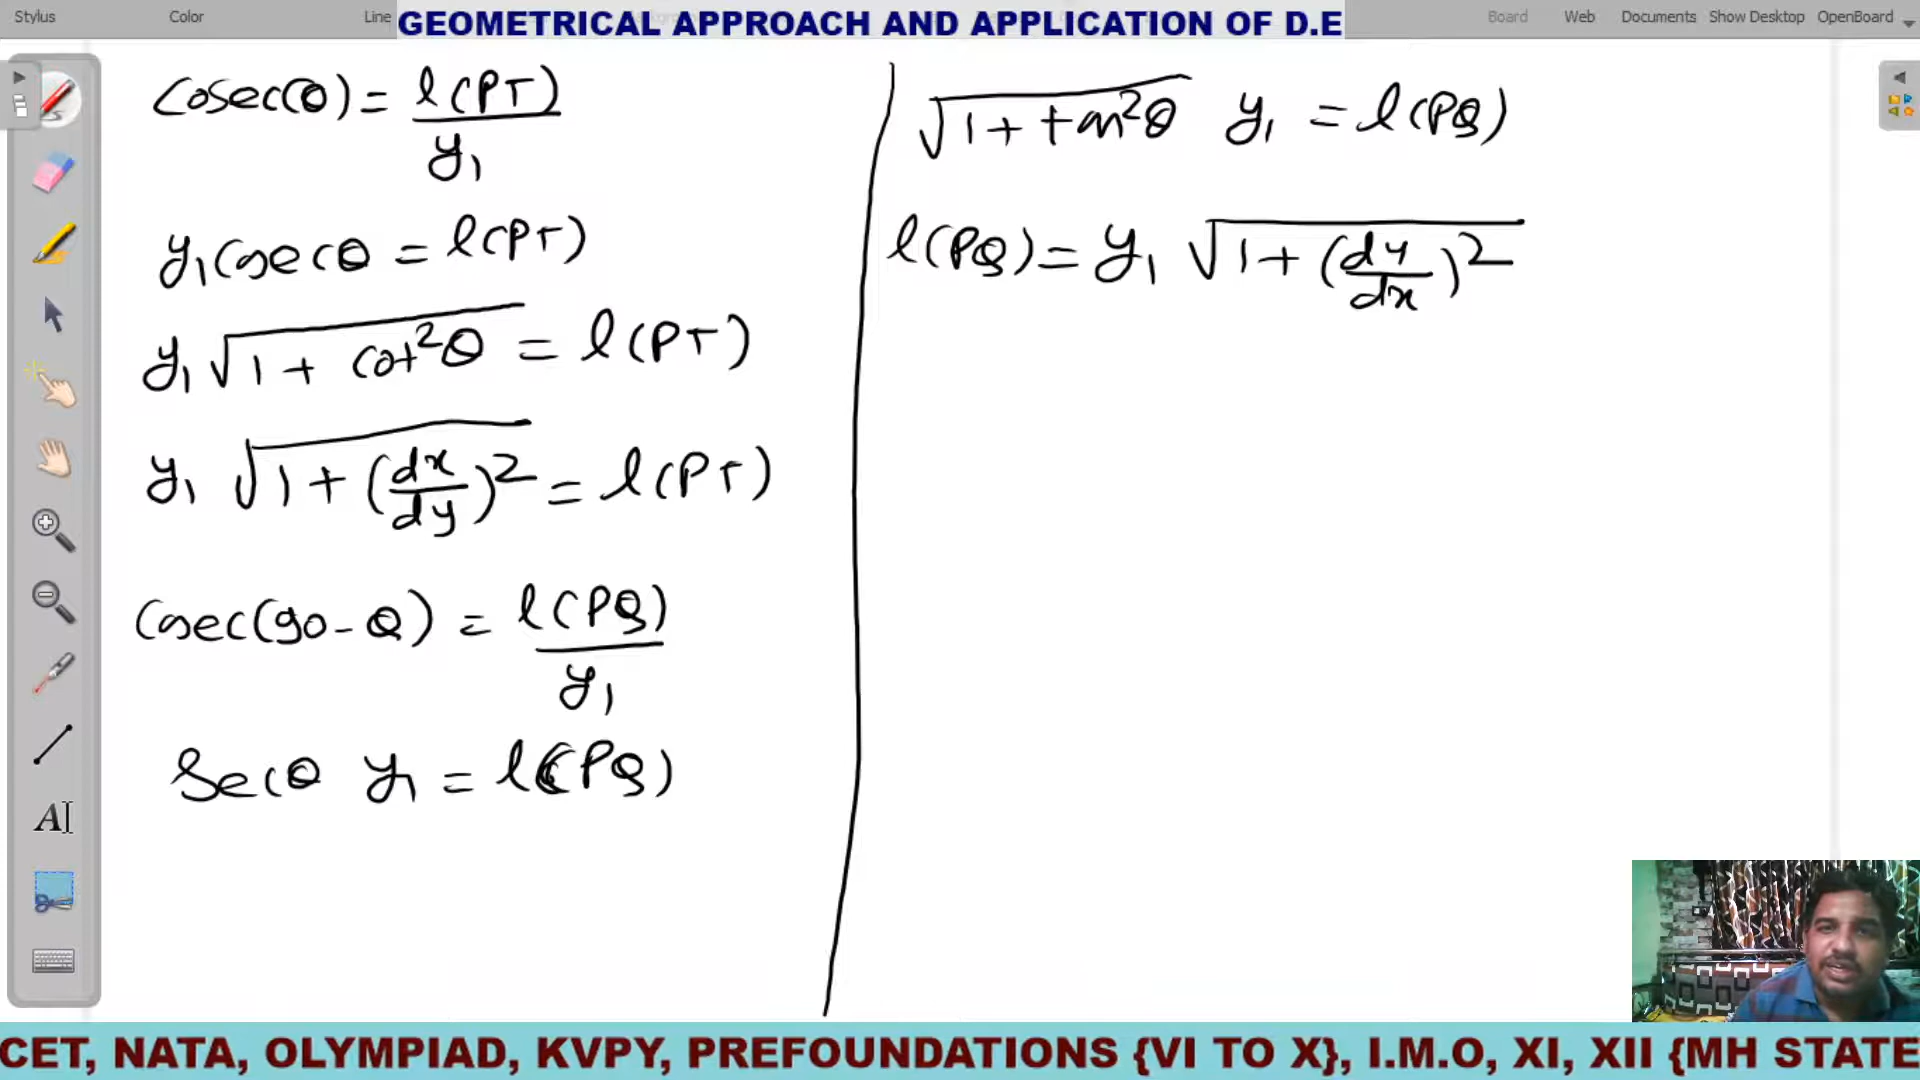 Stylus Color Line Board Web Documents Show Desktop OpenBoard
GEOMETRICAL APPROACH AND APPLICATION OF D.E
Cosec(θ) = l(PT) / y₁
y₁ cosecθ = l(PT)
y₁ √(1 + cot²θ) = l(PT)
y₁ √(1 + (dx/dy)²) = l(PT)
Cosec(90 - θ) = l(PQ) / y₁
Secθ y₁ = l(PQ)
√(1 + tan²θ) y₁ = l(PQ)
l(PQ) = y₁ √(1 + (dy/dx)²)
CET, NATA, OLYMPIAD, KVPY, PREFOUNDATIONS {VI TO X}, I.M.O, XI, XII {MH STATE